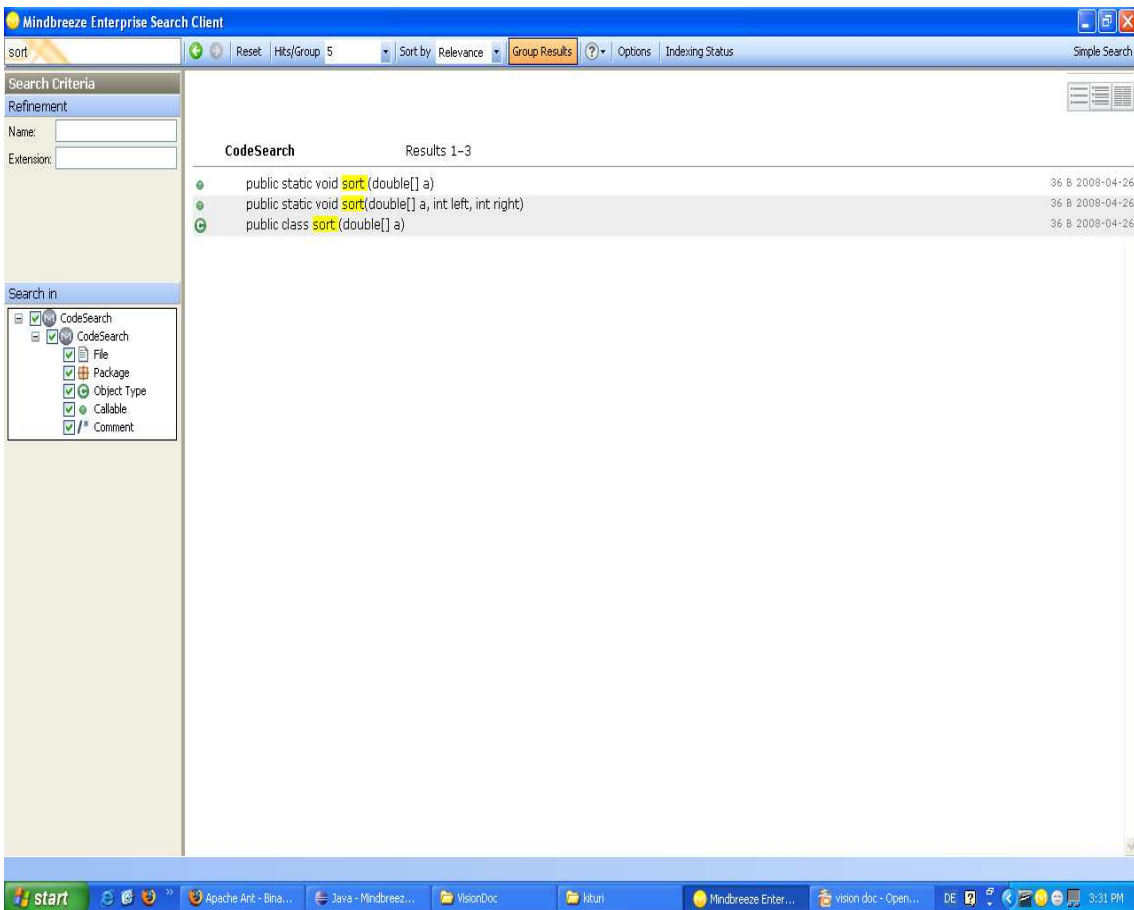 Mindbreeze Enterprise Search Client
sort
Reset Hits/Group 5 Sort by Relevance Group Results ? Options Indexing Status Simple Search
Search Criteria
Refinement
Name:
Extension:
CodeSearch Results 1–3
public static void sort (double[] a) 36 B 2008-04-26
public static void sort(double[] a, int left, int right) 36 B 2008-04-26
public class sort (double[] a) 36 B 2008-04-26
Search in
CodeSearch
CodeSearch
File
Package
Object Type
Callable
/* Comment
start » Apache Ant - Bina... Java - Mindbreez... VisionDoc kituri Mindbreeze Enter... vision doc - Open... DE ? 3:31 PM